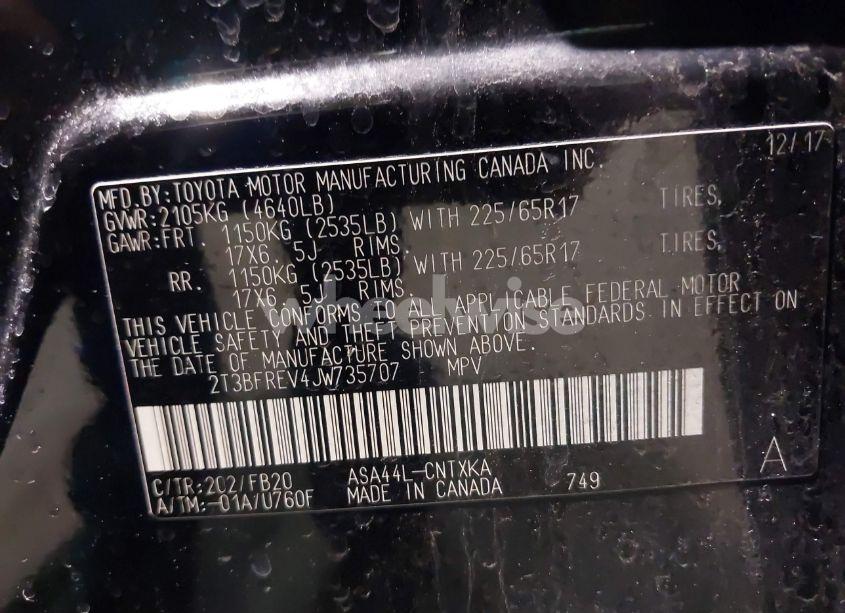 12/17
MFD.BY:TOYOTA MOTOR MANUFACTURING CANADA INC.
GVWR:2105KG (4640LB)
GAWR:FRT. 1150KG (2535LB) WITH 225/65R17 TIRES,
17X6.5J RIMS
RR. 1150KG (2535LB) WITH 225/65R17 TIRES,
17X6.5J RIMS
THIS VEHICLE CONFORMS TO ALL APPLICABLE FEDERAL MOTOR
VEHICLE SAFETY AND THEFT PREVENTION STANDARDS IN EFFECT ON
THE DATE OF MANUFACTURE SHOWN ABOVE.
2T3BFREV4JW735707 MPV
C/TR:202/FB20 ASA44L-CNTXKA 749 A
A/TM:-01A/U760F MADE IN CANADA
wheelwise